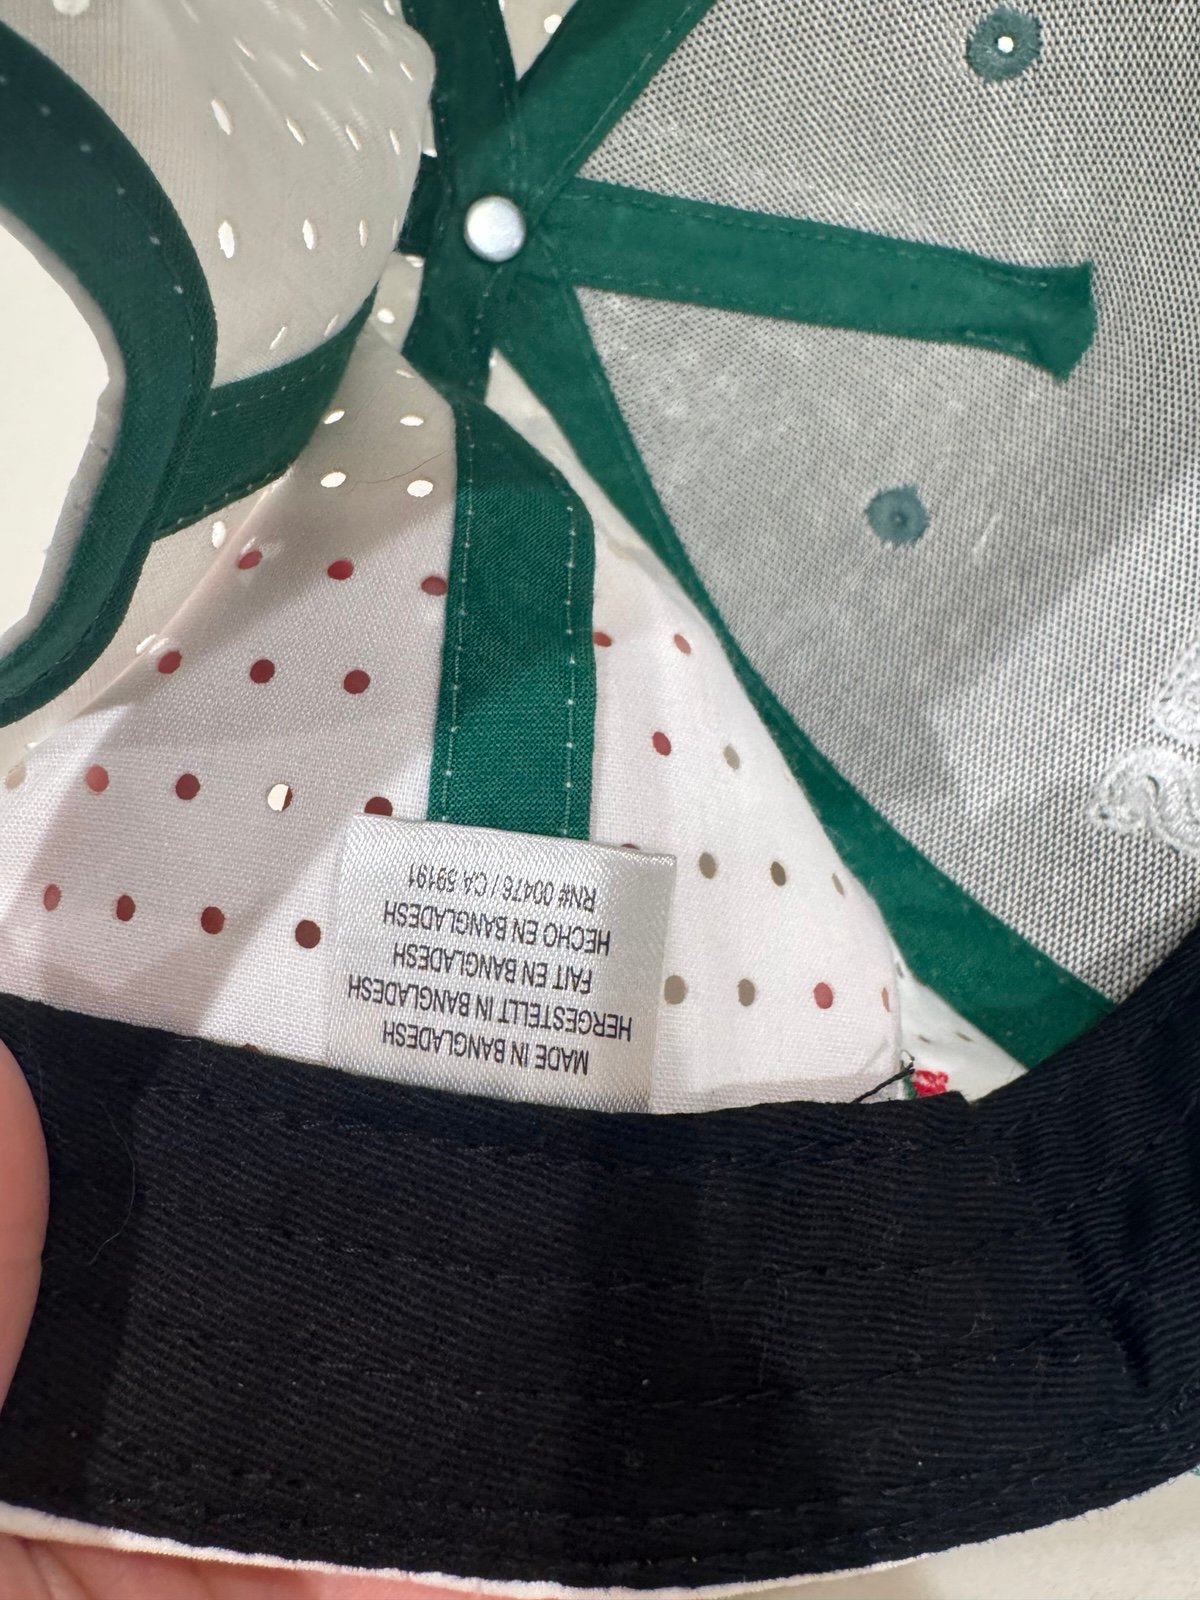 MADE IN BANGLADESH
HERGESTELLT IN BANGLADESH
FAIT EN BANGLADESH
HECHO EN BANGLADESH
RN# 00476 / CA 59191